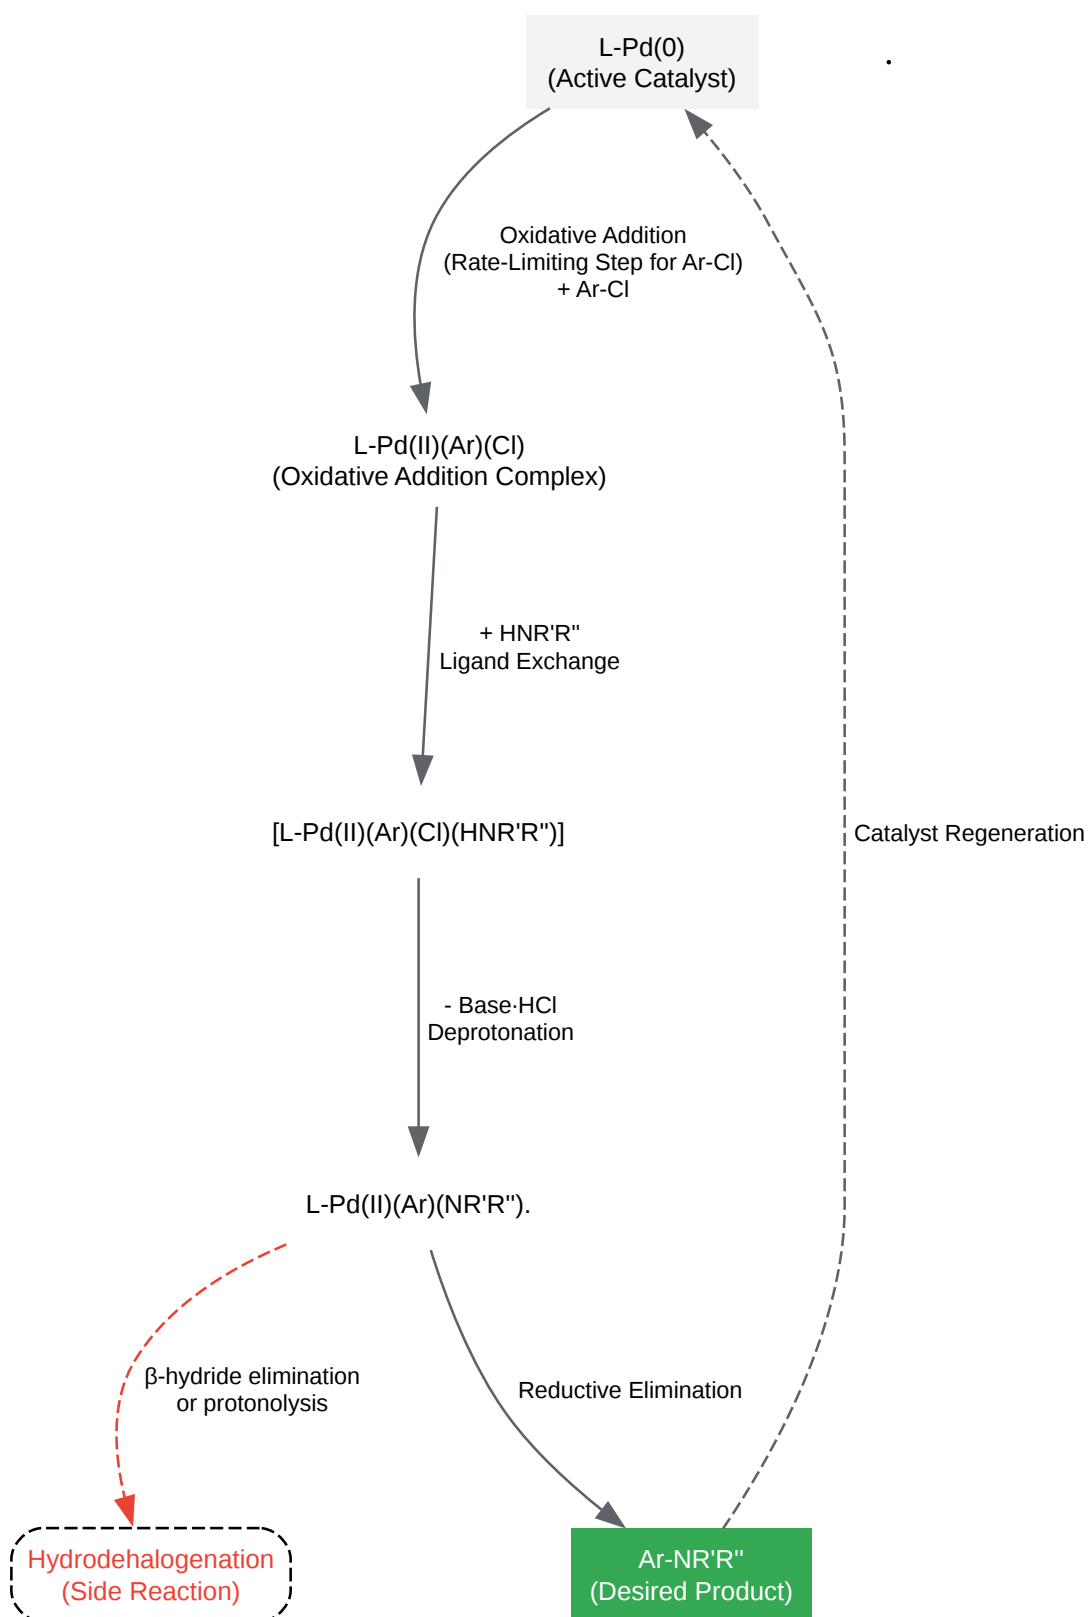 L-Pd(0)
(Active Catalyst)
Oxidative Addition
(Rate-Limiting Step for Ar-Cl)
+ Ar-Cl
L-Pd(II)(Ar)(Cl)
(Oxidative Addition Complex)
+ HNR'R''
Ligand Exchange
[L-Pd(II)(Ar)(Cl)(HNR'R'')]
Catalyst Regeneration
- Base·HCl
Deprotonation
L-Pd(II)(Ar)(NR'R'').
β-hydride elimination
or protonolysis
Reductive Elimination
Hydrodehalogenation
(Side Reaction)
Ar-NR'R''
(Desired Product)